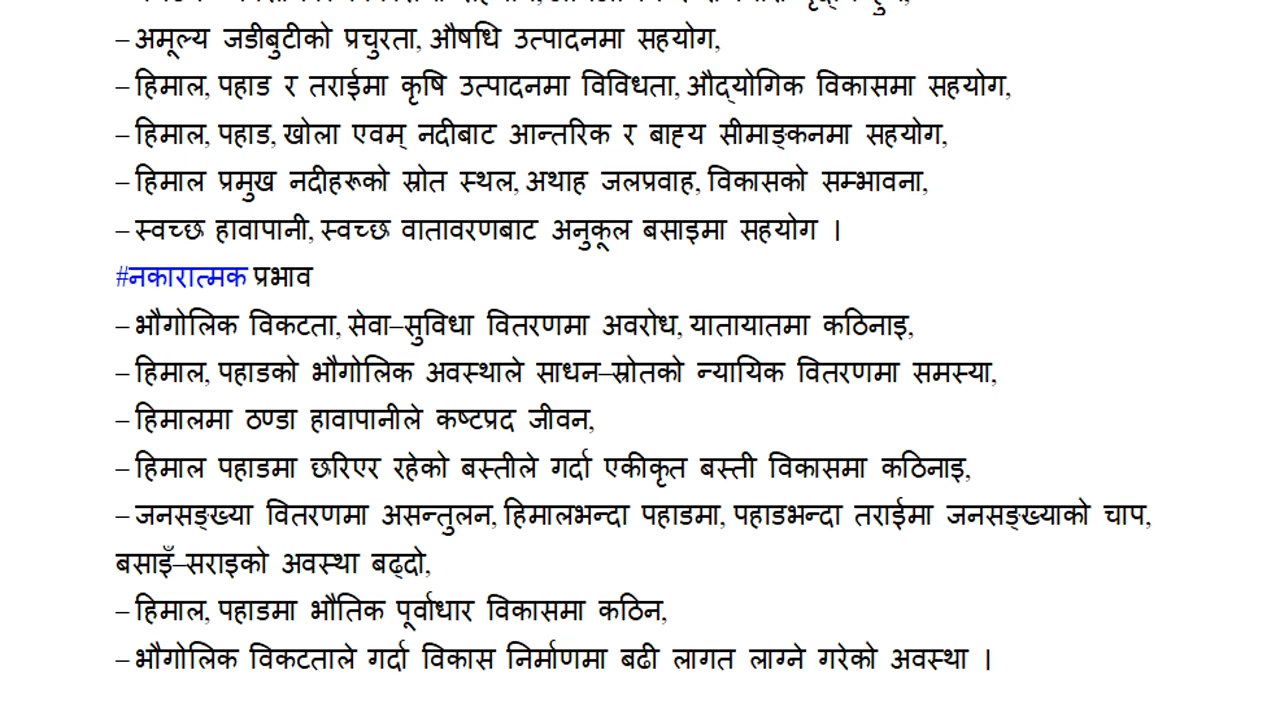 – अमूल्य जडीबुटीको प्रचुरता, औषधि उत्पादनमा सहयोग,
– हिमाल, पहाड र तराईमा कृषि उत्पादनमा विविधता, औद्योगिक विकासमा सहयोग,
– हिमाल, पहाड, खोला एवम् नदीबाट आन्तरिक र बाह्य सीमाङ्कनमा सहयोग,
– हिमाल प्रमुख नदीहरूको स्रोत स्थल, अथाह जलप्रवाह, विकासको सम्भावना,
– स्वच्छ हावापानी, स्वच्छ वातावरणबाट अनुकूल बसाइमा सहयोग ।
#नकारात्मक प्रभाव
– भौगोलिक विकटता, सेवा–सुविधा वितरणमा अवरोध, यातायातमा कठिनाइ,
– हिमाल, पहाडको भौगोलिक अवस्थाले साधन–स्रोतको न्यायिक वितरणमा समस्या,
– हिमालमा ठण्डा हावापानीले कष्टप्रद जीवन,
– हिमाल पहाडमा छरिएर रहेको बस्तीले गर्दा एकीकृत बस्ती विकासमा कठिनाइ,
– जनसङ्ख्या वितरणमा असन्तुलन, हिमालभन्दा पहाडमा, पहाडभन्दा तराईमा जनसङ्ख्याको चाप,
बसाइँ–सराइको अवस्था बढ्दो,
– हिमाल, पहाडमा भौतिक पूर्वाधार विकासमा कठिन,
– भौगोलिक विकटताले गर्दा विकास निर्माणमा बढी लागत लाग्ने गरेको अवस्था ।